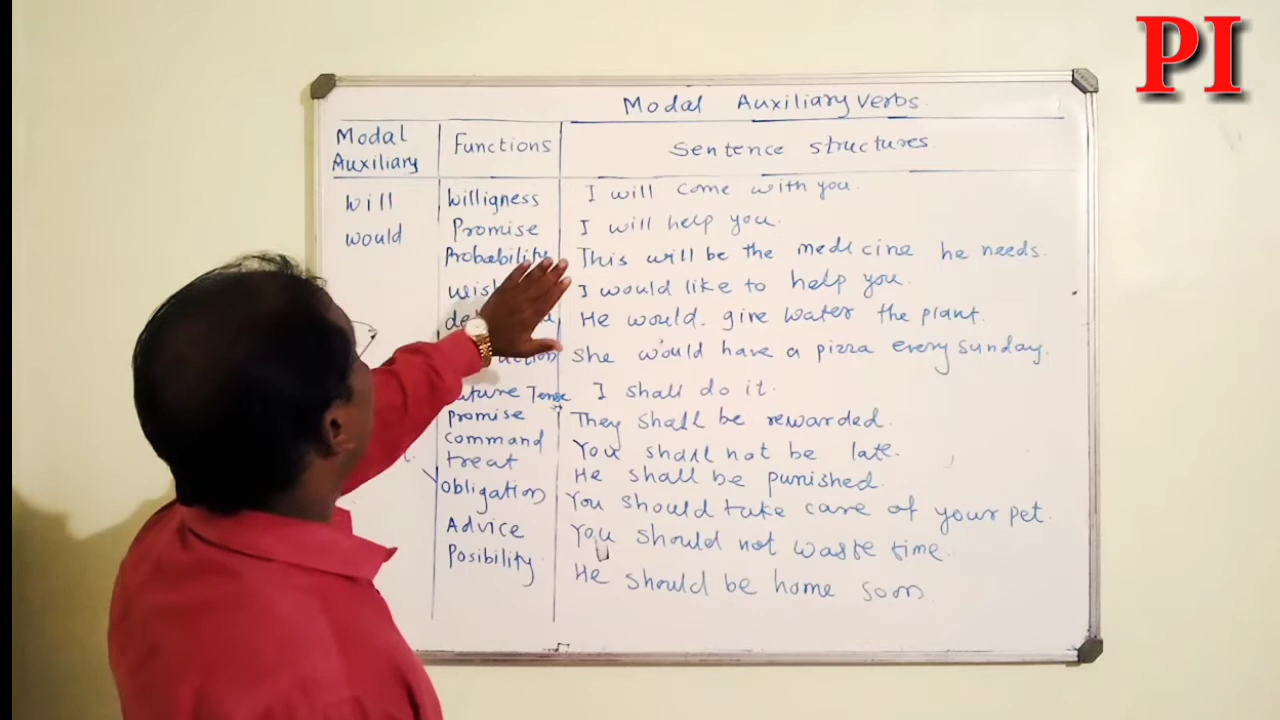 PI
Modal Auxiliary verbs.
Modal Auxiliary
Functions
Sentence structures.
will
willigness
I will come with you.
would
Promise
I will help you.
Probability
This will be the medicine he needs.
I would like to help you.
He would. give water the plant.
She would have a pizza every sunday.
Tense
I shall do it.
promise
They shall be rewarded.
command
You shall not be late.
treat
He shall be punished.
obligation
You should take care of your pet.
Advice
You should not waste time.
Posibility
He should be home soon